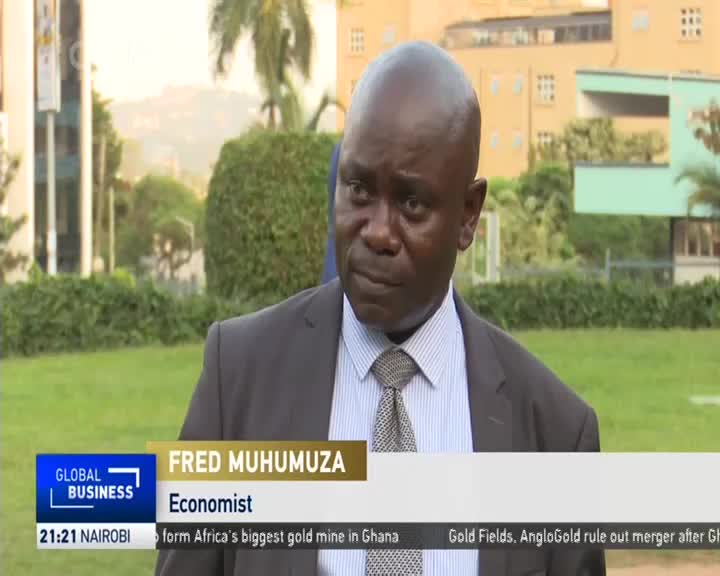 FRED MUHUMUZA
GLOBAL
BUSINESS
Economist
21:21 NAIROBI
form Africa's biggest gold mine in Ghana
Gold Fields, AngloGold rule out merger after